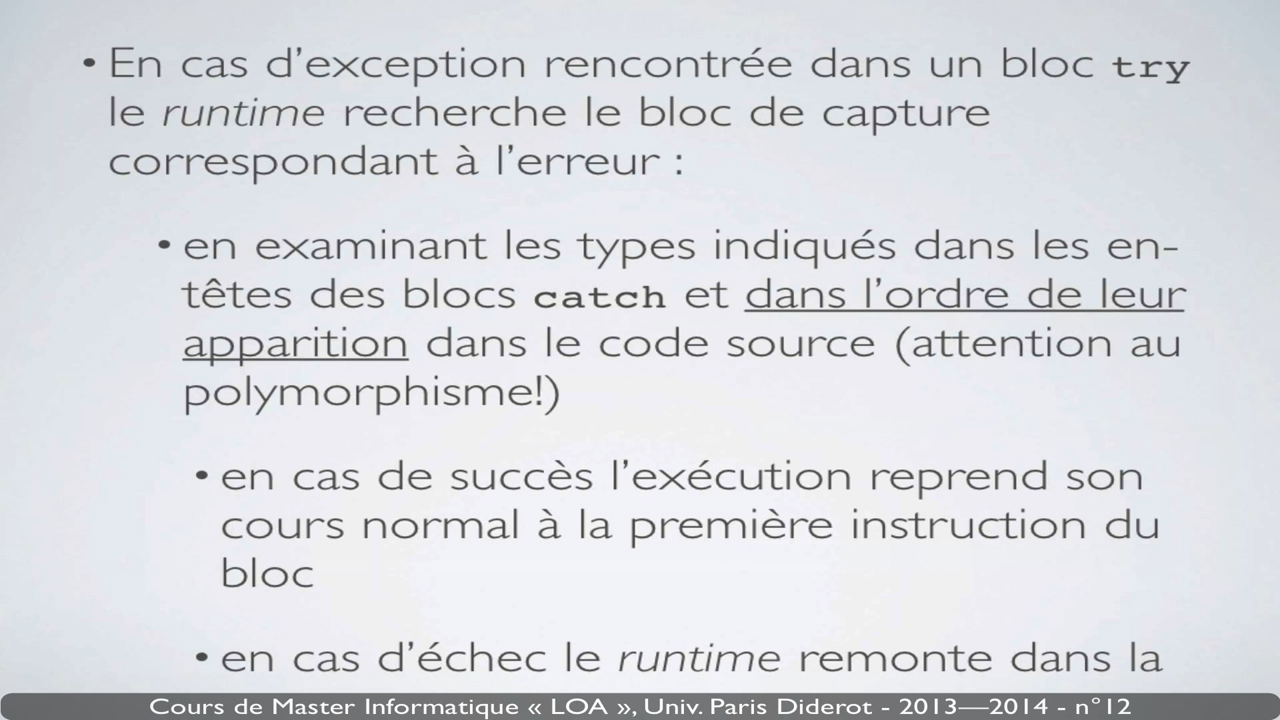 • En cas d’exception rencontrée dans un bloc try
le runtime recherche le bloc de capture
correspondant à l’erreur :
• en examinant les types indiqués dans les en-
têtes des blocs catch et dans l’ordre de leur
apparition dans le code source (attention au
polymorphisme!)
• en cas de succès l’exécution reprend son
cours normal à la première instruction du
bloc
• en cas d’échec le runtime remonte dans la
Cours de Master Informatique « LOA », Univ. Paris Diderot - 2013—2014 - n°12